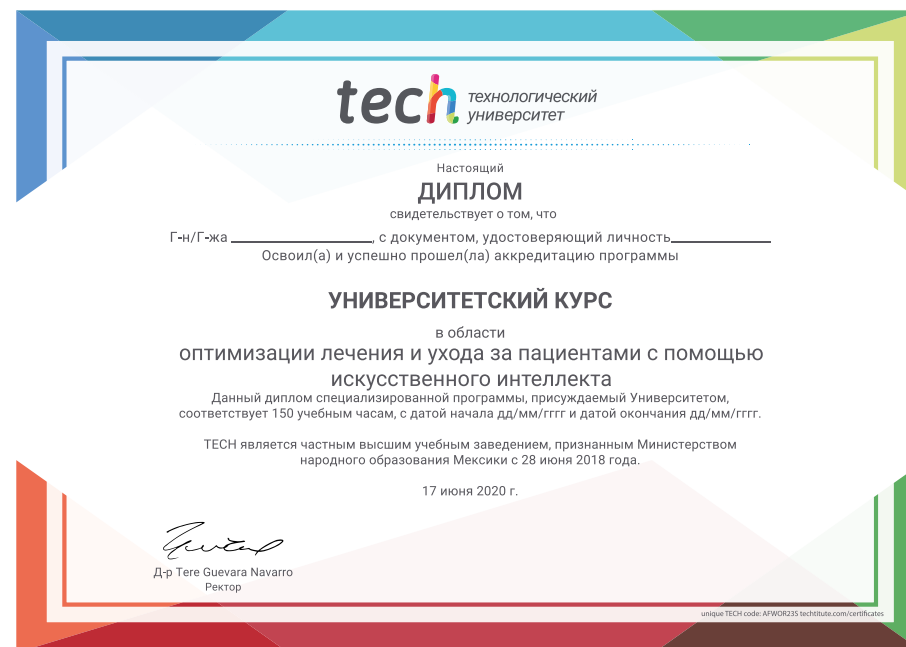 tech технологический
университет
Настоящий
ДИПЛОМ
свидетельствует о том, что
Г-н/Г-жа ____________, с документом, удостоверяющий личность____________
Освоил(а) и успешно прошел(ла) аккредитацию программы
УНИВЕРСИТЕТСКИЙ КУРС
в области
оптимизации лечения и ухода за пациентами с помощью
искусственного интеллекта
Данный диплом специализированной программы, присуждаемый Университетом,
соответствует 150 учебным часам, с датой начала дд/мм/гггг и датой окончания дд/мм/гггг.
TECH является частным высшим учебным заведением, признанным Министерством
народного образования Мексики с 28 июня 2018 года.
17 июня 2020 г.
Д-р Tere Guevara Navarro
Ректор
unique TECH code: AFWOR23S techtitute.com/certificates